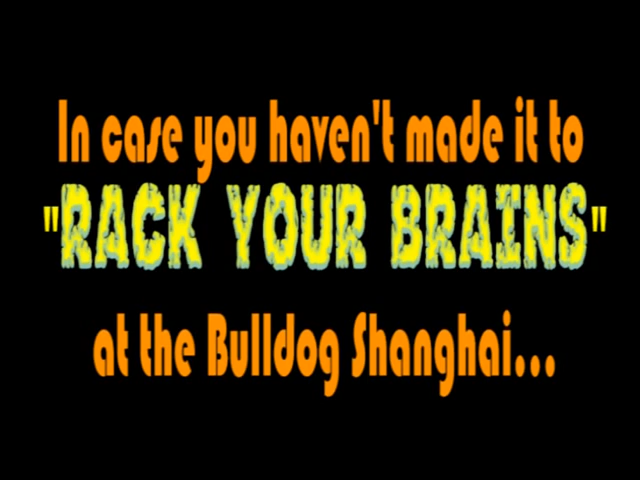 In case you haven't made it to
"RACK YOUR BRAINS"
at the Bulldog Shanghai...